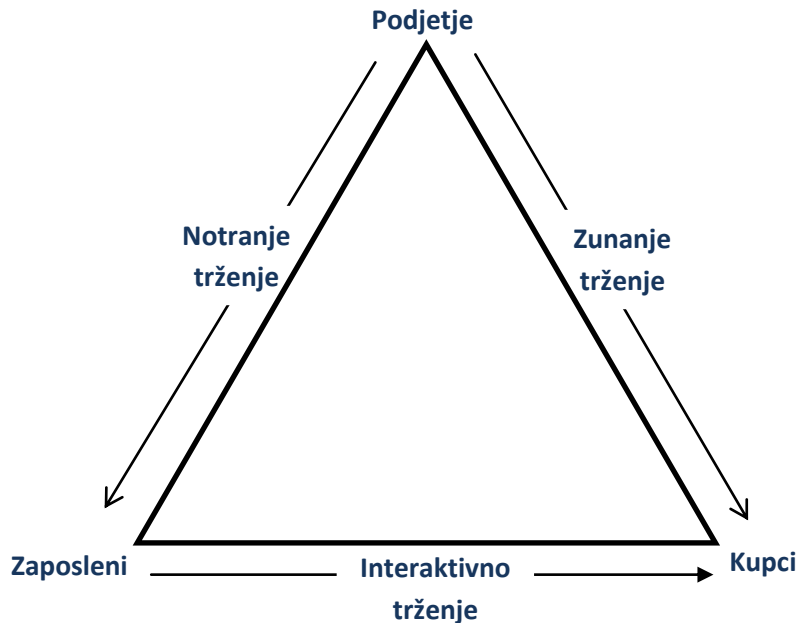 Podjetje
Notranje
trženje
Zunanje
trženje
Zaposleni
Interaktivno
trženje
Kupci